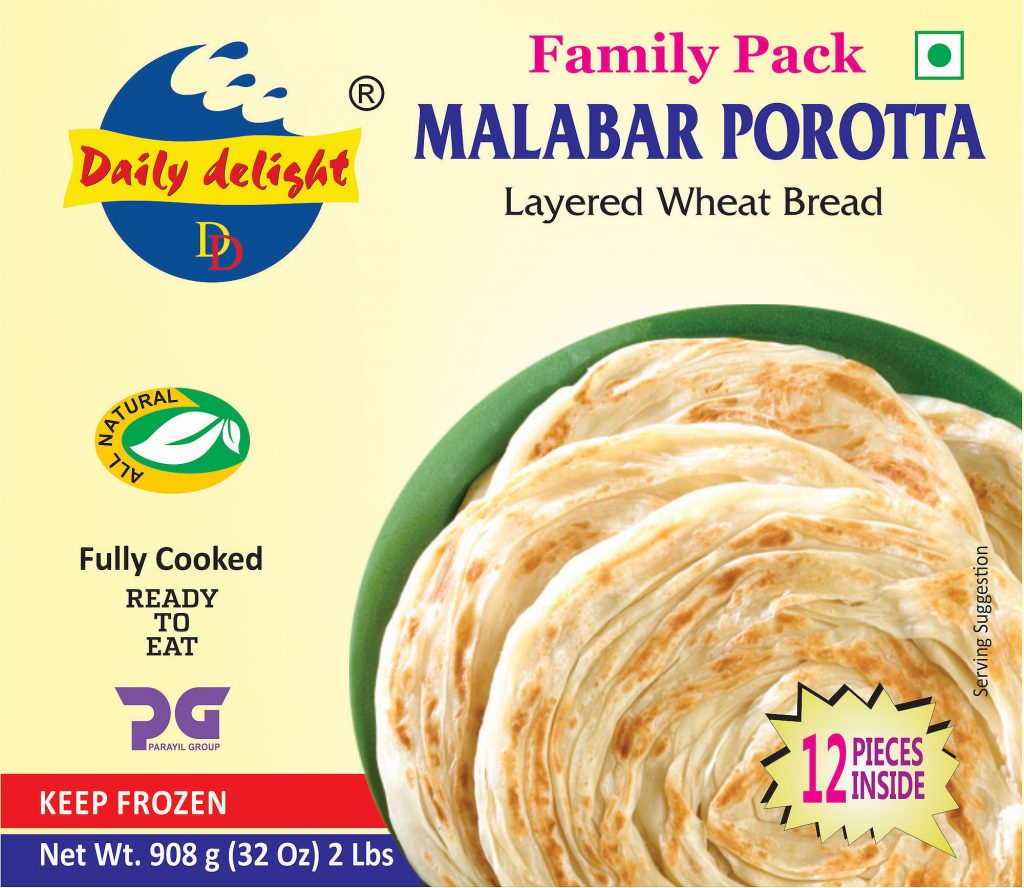 Daily delight
®
DD
Family Pack
MALABAR POROTTA
Layered Wheat Bread
ALL NATURAL
Fully Cooked
READY
TO
EAT
PG
PARAYIL GROUP
Serving Suggestion
12 PIECES
INSIDE
KEEP FROZEN
Net Wt. 908 g (32 Oz) 2 Lbs